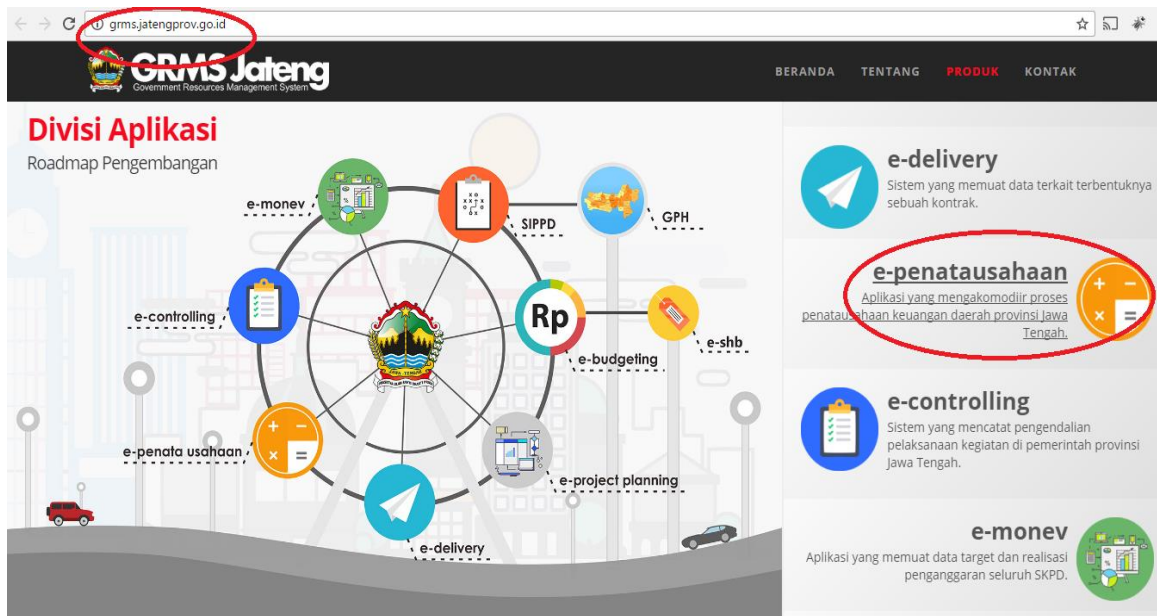 grms.jatengprov.go.id
GRMS Jateng
Government Resources Management System
BERANDA TENTANG PRODUK KONTAK
Divisi Aplikasi
Roadmap Pengembangan
e-monev
SIPPD
GPH
e-controlling
Rp
e-shb
e-budgeting
JAWA TENGAH
e-penata usahaan
e-project planning
e-delivery
e-delivery
Sistem yang memuat data terkait terbentuknya
sebuah kontrak.
e-penatausahaan
Aplikasi yang mengakomodiir proses
penatausahaan keuangan daerah provinsi Jawa
Tengah.
e-controlling
Sistem yang mencatat pengendalian
pelaksanaan kegiatan di pemerintah provinsi
Jawa Tengah.
e-monev
Aplikasi yang memuat data target dan realisasi
penganggaran seluruh SKPD.